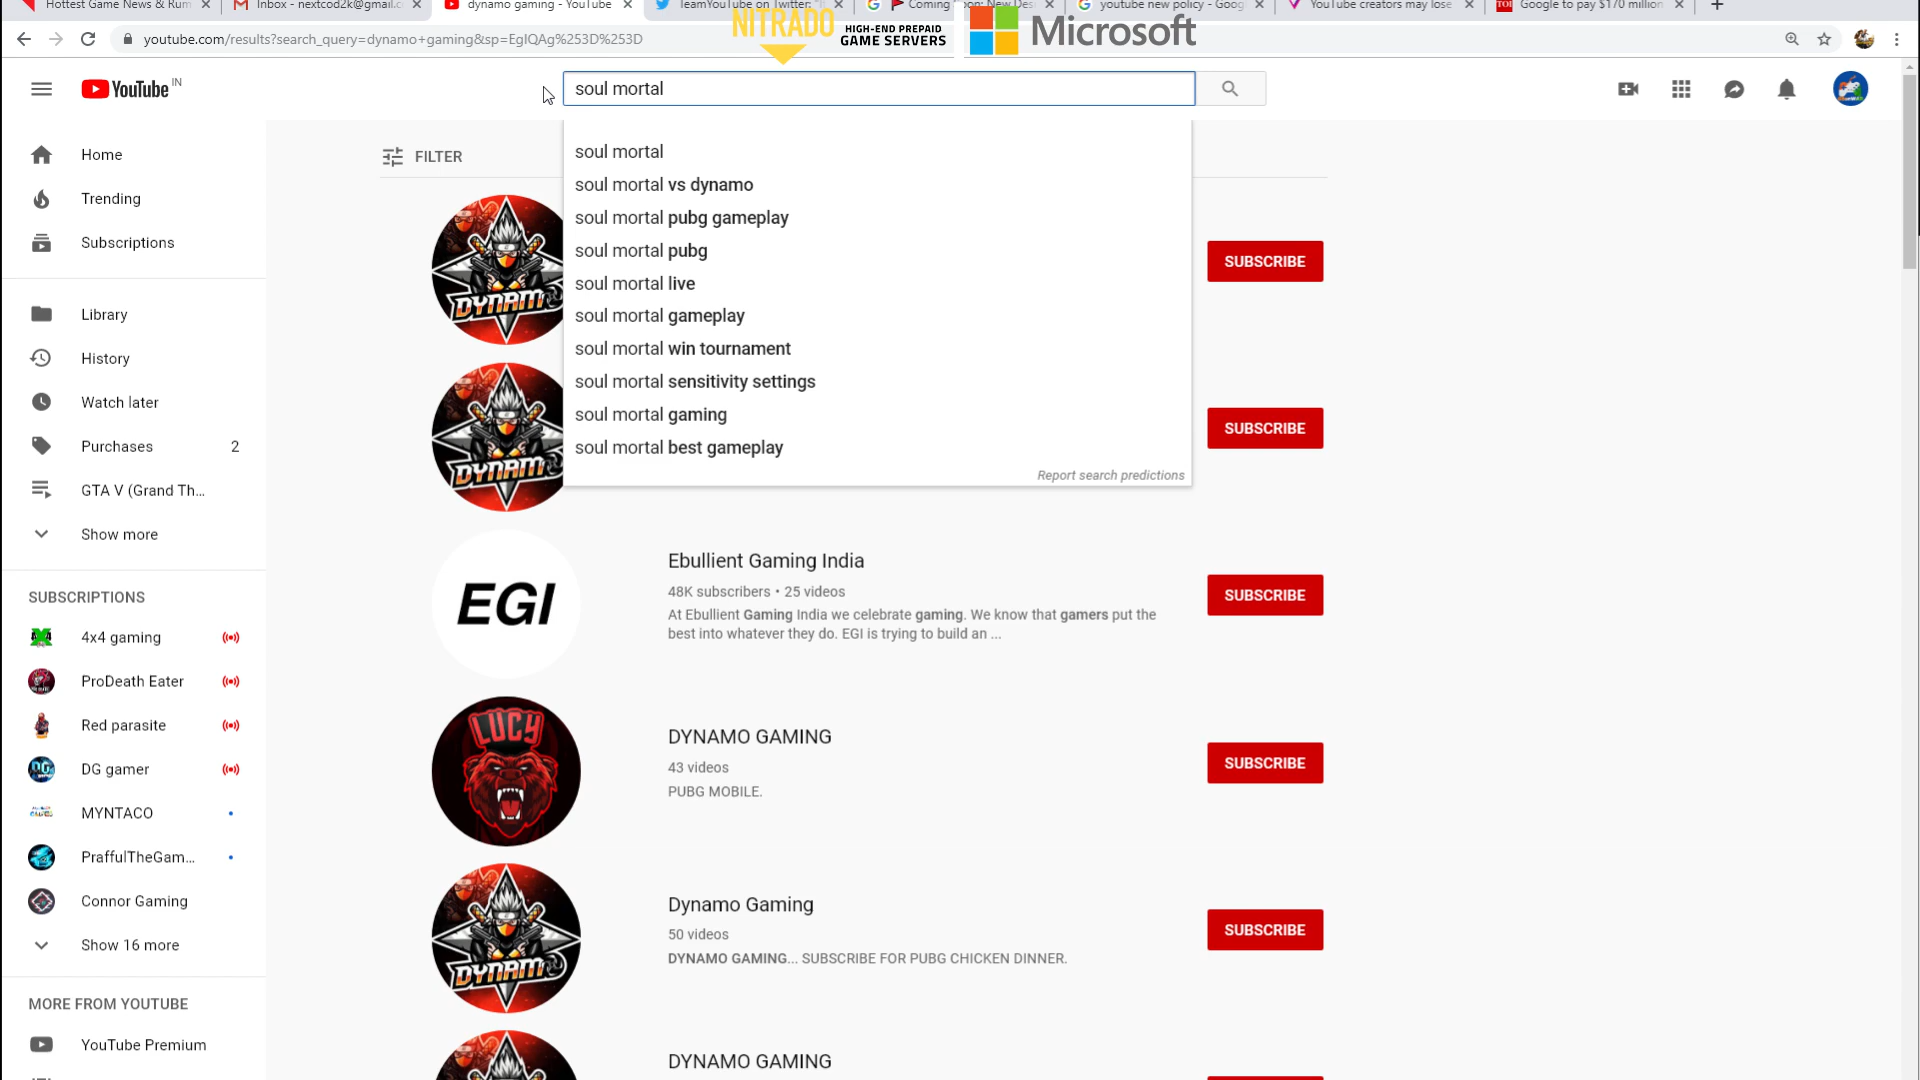 Hottest Game News & Rum
Inbox - nextcod2k@gmail.c
dynamo gaming - YouTube
TeamYouTube on Twitter: "
Coming Soon: New Des
youtube new policy - Goog
YouTube creators may lose
TOI
Google to pay $170 million
youtube.com/results?search_query=dynamo+gaming&sp=EgIQAg%253D%253D
NITRADO
HIGH-END PREPAID
GAME SERVERS
Microsoft
YouTube IN
soul mortal
Home
Trending
Subscriptions
Library
History
Watch later
Purchases 2
GTA V (Grand Th...
Show more
SUBSCRIPTIONS
4x4 gaming
ProDeath Eater
Red parasite
DG gamer
MYNTACO
PraffulTheGam...
Connor Gaming
Show 16 more
MORE FROM YOUTUBE
YouTube Premium
FILTER
soul mortal
soul mortal vs dynamo
soul mortal pubg gameplay
soul mortal pubg
soul mortal live
soul mortal gameplay
soul mortal win tournament
soul mortal sensitivity settings
soul mortal gaming
soul mortal best gameplay
Report search predictions
DYNAMO
SUBSCRIBE
DYNAMO
SUBSCRIBE
EGI
Ebullient Gaming India
48K subscribers • 25 videos
At Ebullient Gaming India we celebrate gaming. We know that gamers put the
best into whatever they do. EGI is trying to build an ...
SUBSCRIBE
LUCY
DYNAMO GAMING
43 videos
PUBG MOBILE.
SUBSCRIBE
DYNAMO
Dynamo Gaming
50 videos
DYNAMO GAMING... SUBSCRIBE FOR PUBG CHICKEN DINNER.
SUBSCRIBE
DYNAMO GAMING